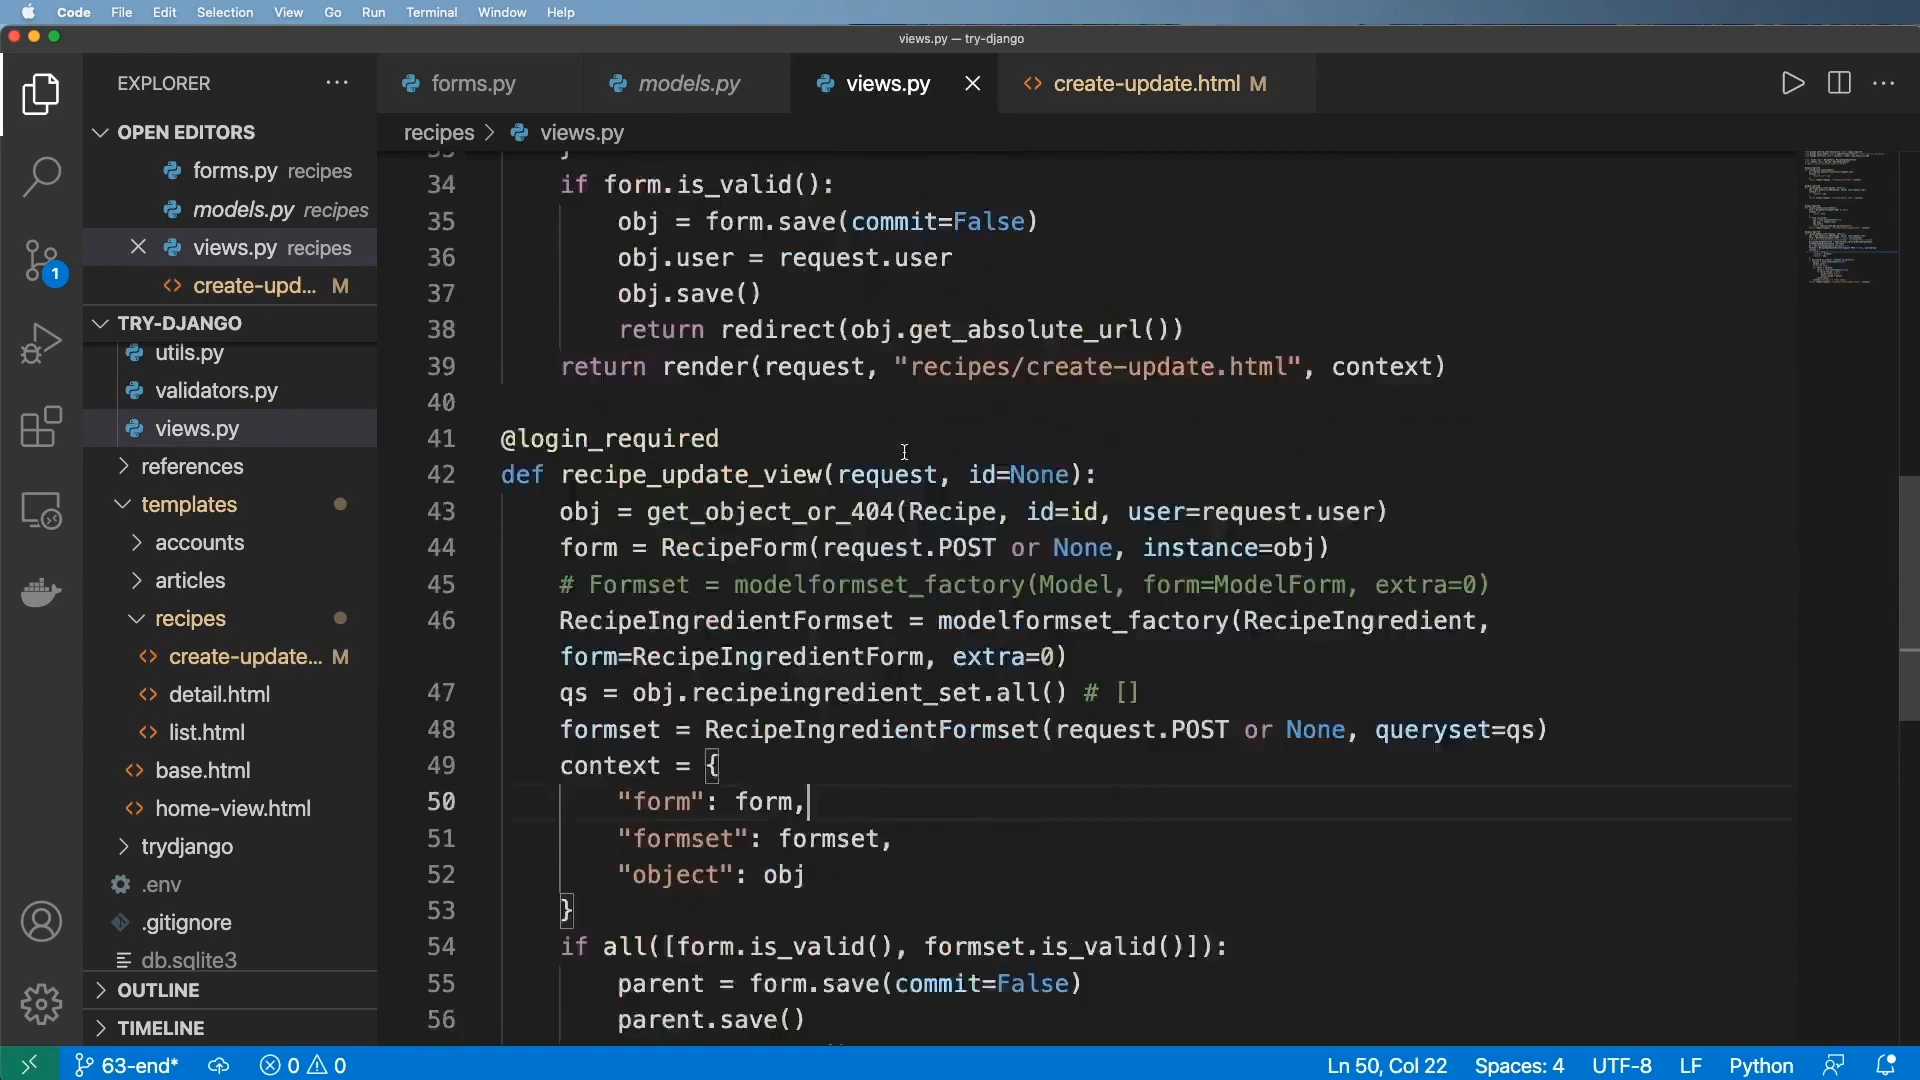 Code File Edit Selection View Go Run Terminal Window Help
views.py — try-django
EXPLORER
OPEN EDITORS
forms.py recipes
models.py recipes
views.py recipes
create-upd... M
TRY-DJANGO
utils.py
validators.py
views.py
references
templates
accounts
articles
recipes
create-update... M
detail.html
list.html
base.html
home-view.html
trydjango
.env
.gitignore
db.sqlite3
OUTLINE
TIMELINE
1
forms.py models.py views.py create-update.html M
recipes > views.py
34 if form.is_valid():
35 obj = form.save(commit=False)
36 obj.user = request.user
37 obj.save()
38 return redirect(obj.get_absolute_url())
39 return render(request, "recipes/create-update.html", context)
40
41 @login_required
42 def recipe_update_view(request, id=None):
43 obj = get_object_or_404(Recipe, id=id, user=request.user)
44 form = RecipeForm(request.POST or None, instance=obj)
45 # Formset = modelformset_factory(Model, form=ModelForm, extra=0)
46 RecipeIngredientFormset = modelformset_factory(RecipeIngredient,
form=RecipeIngredientForm, extra=0)
47 qs = obj.recipeingredient_set.all() # []
48 formset = RecipeIngredientFormset(request.POST or None, queryset=qs)
49 context = {
50 "form": form,
51 "formset": formset,
52 "object": obj
53 }
54 if all([form.is_valid(), formset.is_valid()]):
55 parent = form.save(commit=False)
56 parent.save()
63-end* 0 0 Ln 50, Col 22 Spaces: 4 UTF-8 LF Python